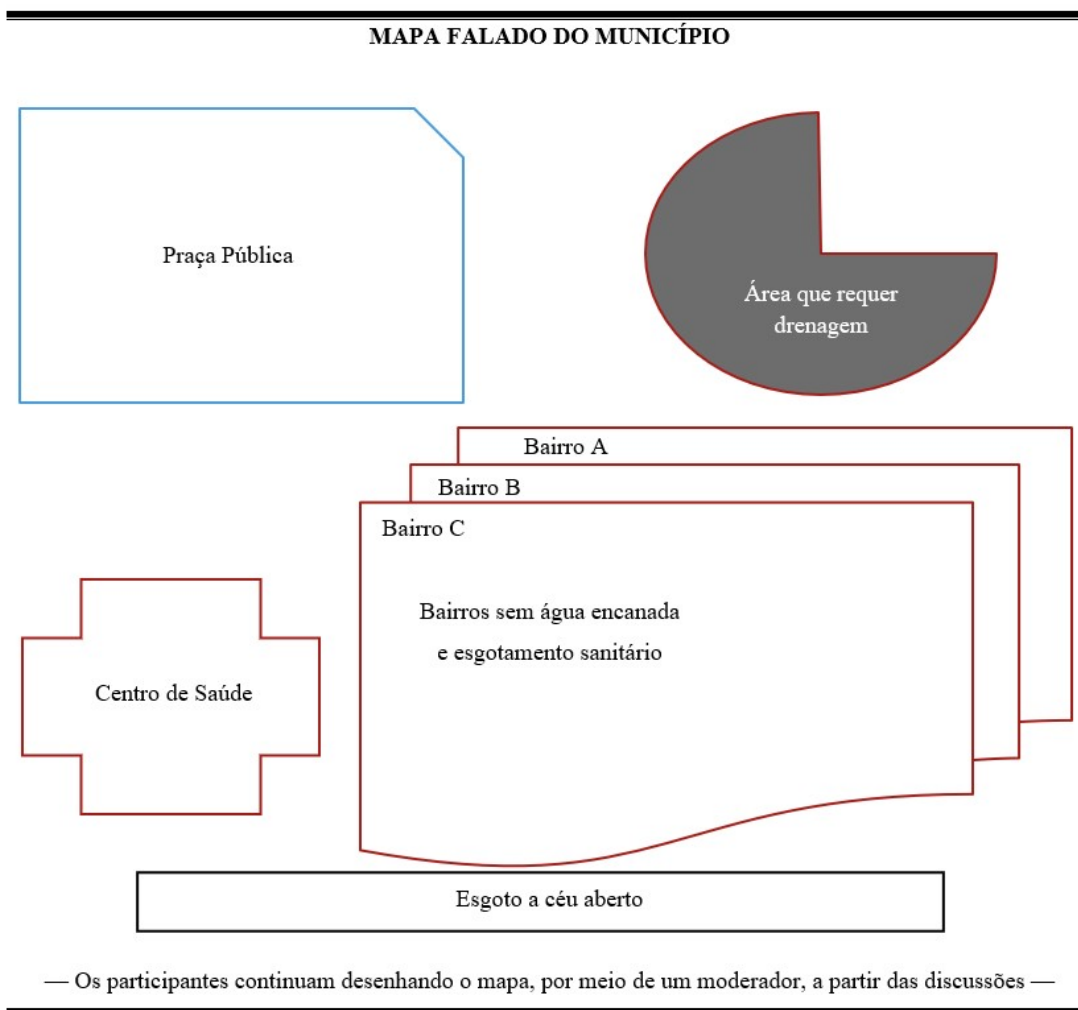 MAPA FALADO DO MUNICÍPIO
Praça Pública
Área que requer
drenagem
Bairro A
Bairro B
Bairro C
Bairros sem água encanada
e esgotamento sanitário
Centro de Saúde
Esgoto a céu aberto
— Os participantes continuam desenhando o mapa, por meio de um moderador, a partir das discussões —